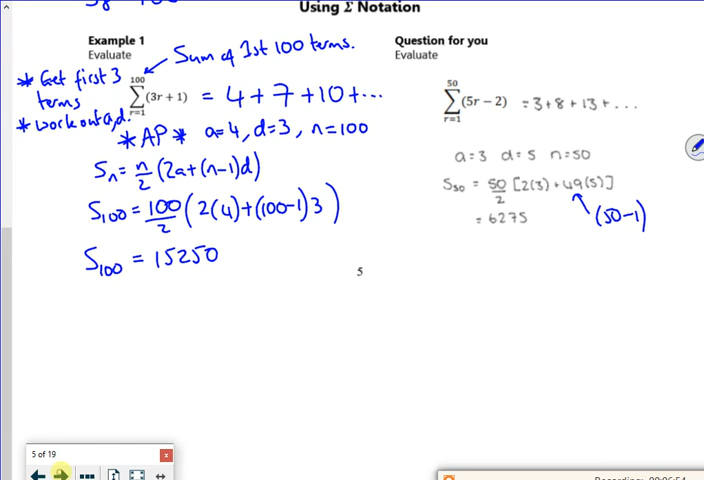 Using Σ Notation
Example 1
Evaluate
Sum of 1st 100 terms.
* Get first 3 terms
* work out a, d.
100
∑ (3r + 1) = 4 + 7 + 10 + ...
r=1
* AP * a=4, d=3, n=100
Sn = n/2 (2a + (n-1)d)
S100 = 100/2 (2(4) + (100-1)3)
S100 = 15250
Question for you
Evaluate
50
∑ (5r − 2) = 3 + 8 + 13 + ...
r=1
a = 3 d = 5 n = 50
S50 = 50/2 [2(3) + 49(5)]
= 6275
(50-1)
5
5 of 19